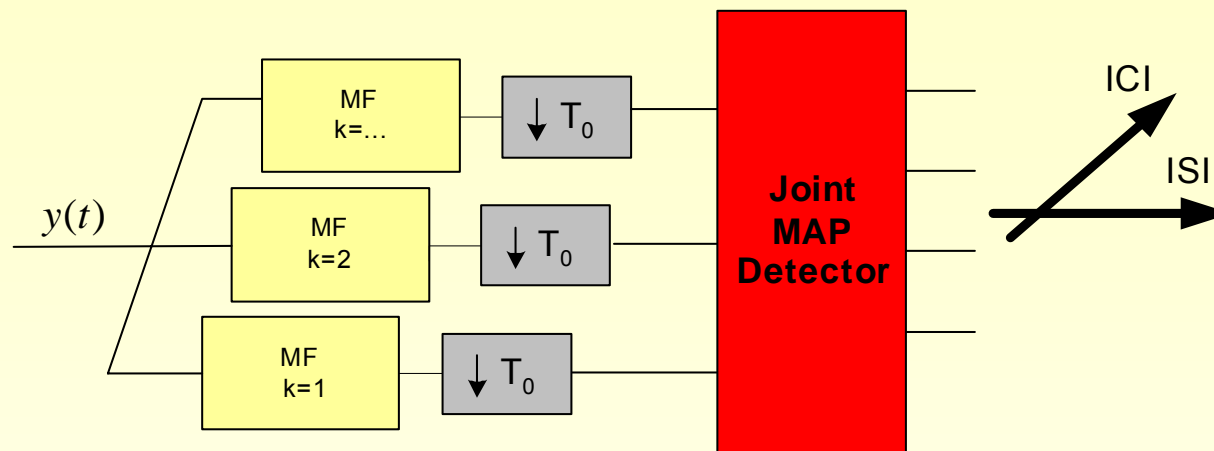 ICI
MF
k=...
↓ T₀
ISI
y(t)
MF
k=2
↓ T₀
Joint
MAP
Detector
MF
k=1
↓ T₀